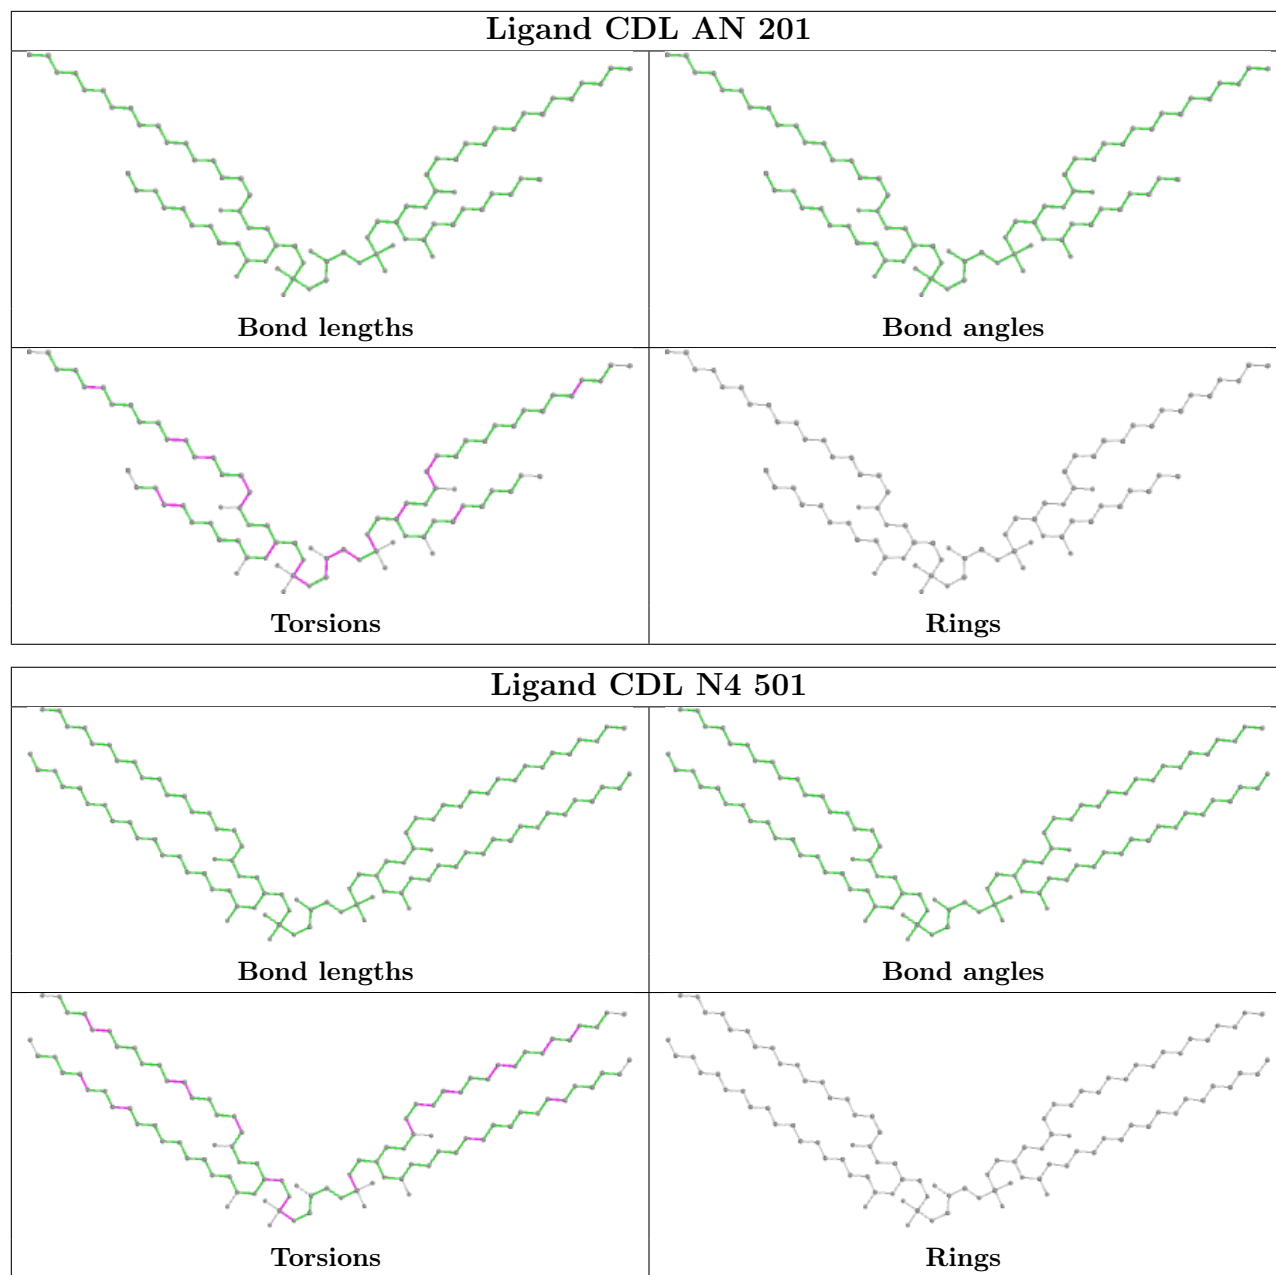 Ligand CDL AN 201
Bond lengths
Bond angles
Torsions
Rings
Ligand CDL N4 501
Bond lengths
Bond angles
Torsions
Rings